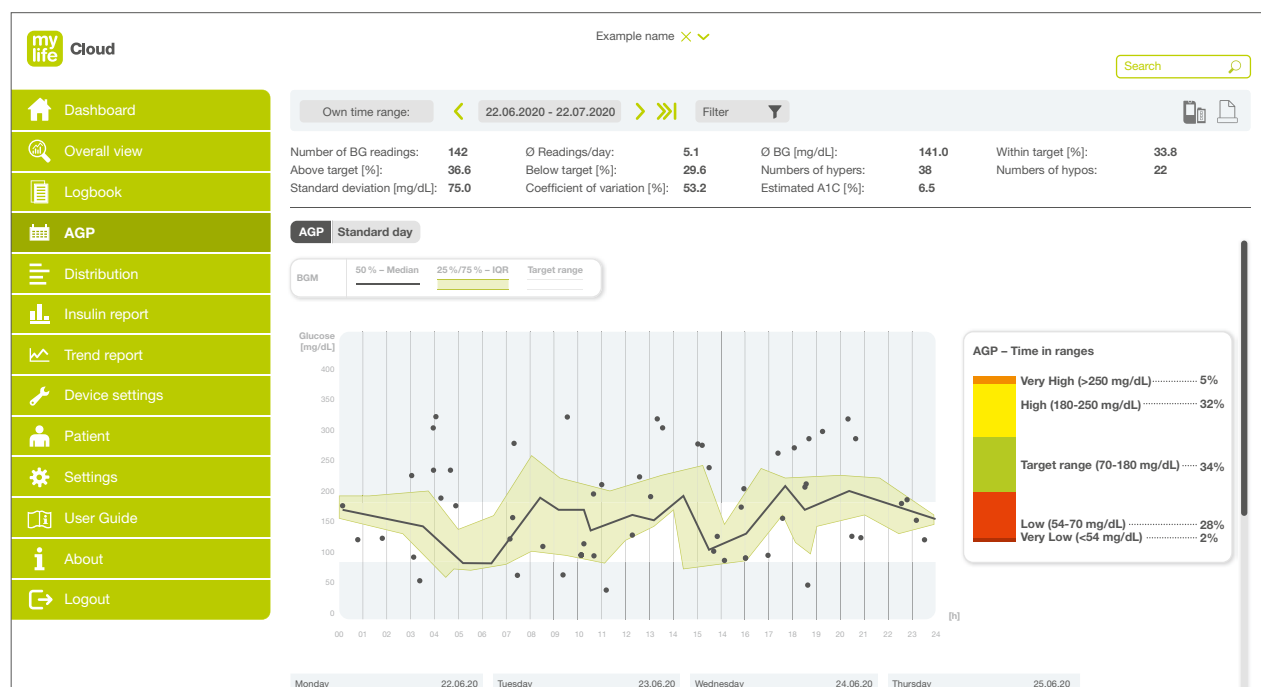 my life Cloud
Example name
Search
Dashboard
Overall view
Logbook
AGP
Distribution
Insulin report
Trend report
Device settings
Patient
Settings
User Guide
About
Logout
Own time range: 22.06.2020 - 22.07.2020 Filter
Number of BG readings: 142 Ø Readings/day: 5.1 Ø BG [mg/dL]: 141.0 Within target [%]: 33.8
Above target [%]: 36.6 Below target [%]: 29.6 Numbers of hypers: 38 Numbers of hypos: 22
Standard deviation [mg/dL]: 75.0 Coefficient of variation [%]: 53.2 Estimated A1C [%]: 6.5
AGP Standard day
BGM 50 % – Median 25 %/75 % – IQR Target range
Glucose
[mg/dL]
400
350
300
250
200
150
100
50
0
00 01 02 03 04 05 06 07 08 09 10 11 12 13 14 15 14 16 17 18 19 20 21 22 23 24
[h]
AGP – Time in ranges
Very High (>250 mg/dL) 5%
High (180-250 mg/dL) 32%
Target range (70-180 mg/dL) 34%
Low (54-70 mg/dL) 28%
Very Low (<54 mg/dL) 2%
Monday 22.06.20 Tuesday 23.06.20 Wednesday 24.06.20 Thursday 25.06.20